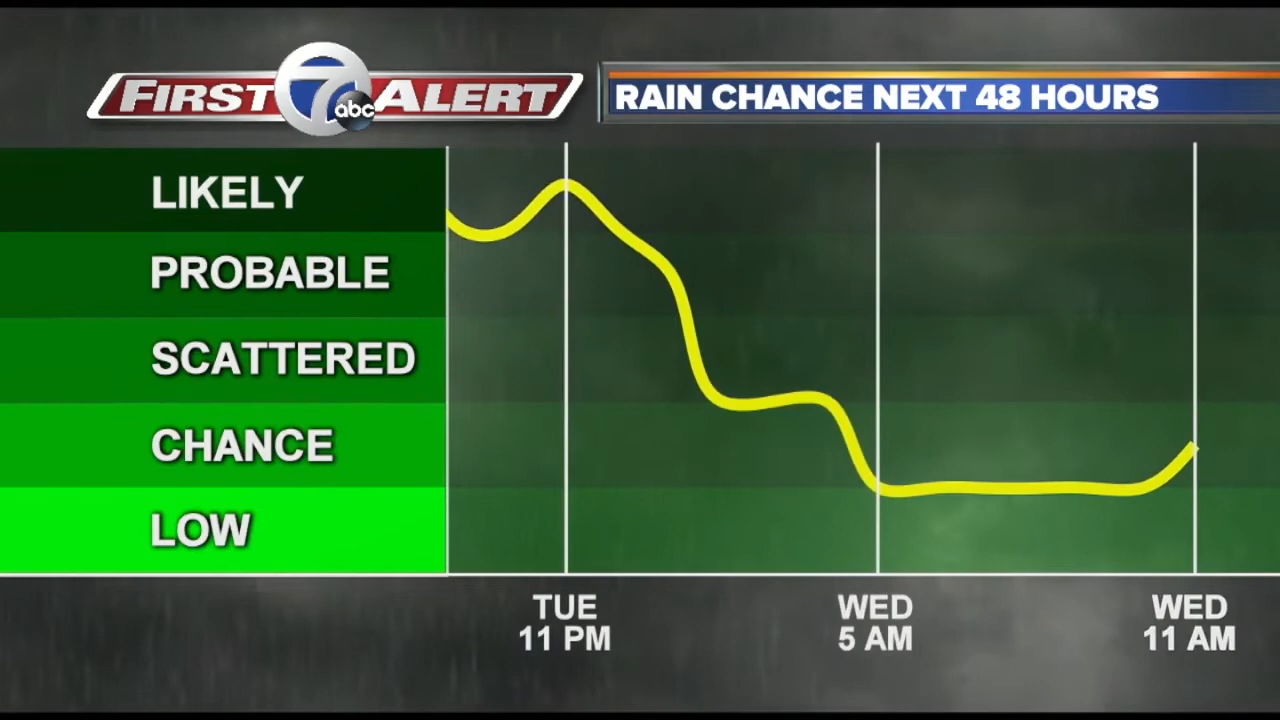 FIRST 7 abc ALERT
RAIN CHANCE NEXT 48 HOURS
LIKELY
PROBABLE
SCATTERED
CHANCE
LOW
TUE
11 PM
WED
5 AM
WED
11 AM